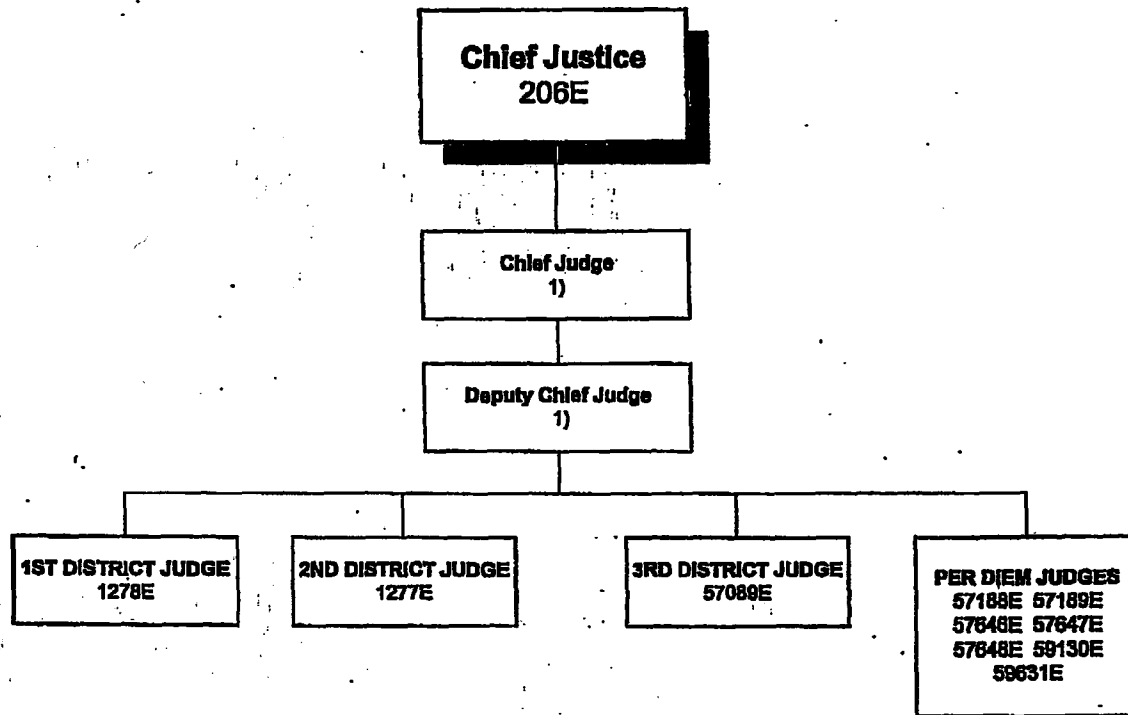 Chief Justice
206E
Chief Judge
1)
Deputy Chief Judge
1)
1ST DISTRICT JUDGE
1278E
2ND DISTRICT JUDGE
1277E
3RD DISTRICT JUDGE
57089E
PER DIEM JUDGES
57188E 57189E
57646E 57647E
57648E 59130E
59631E